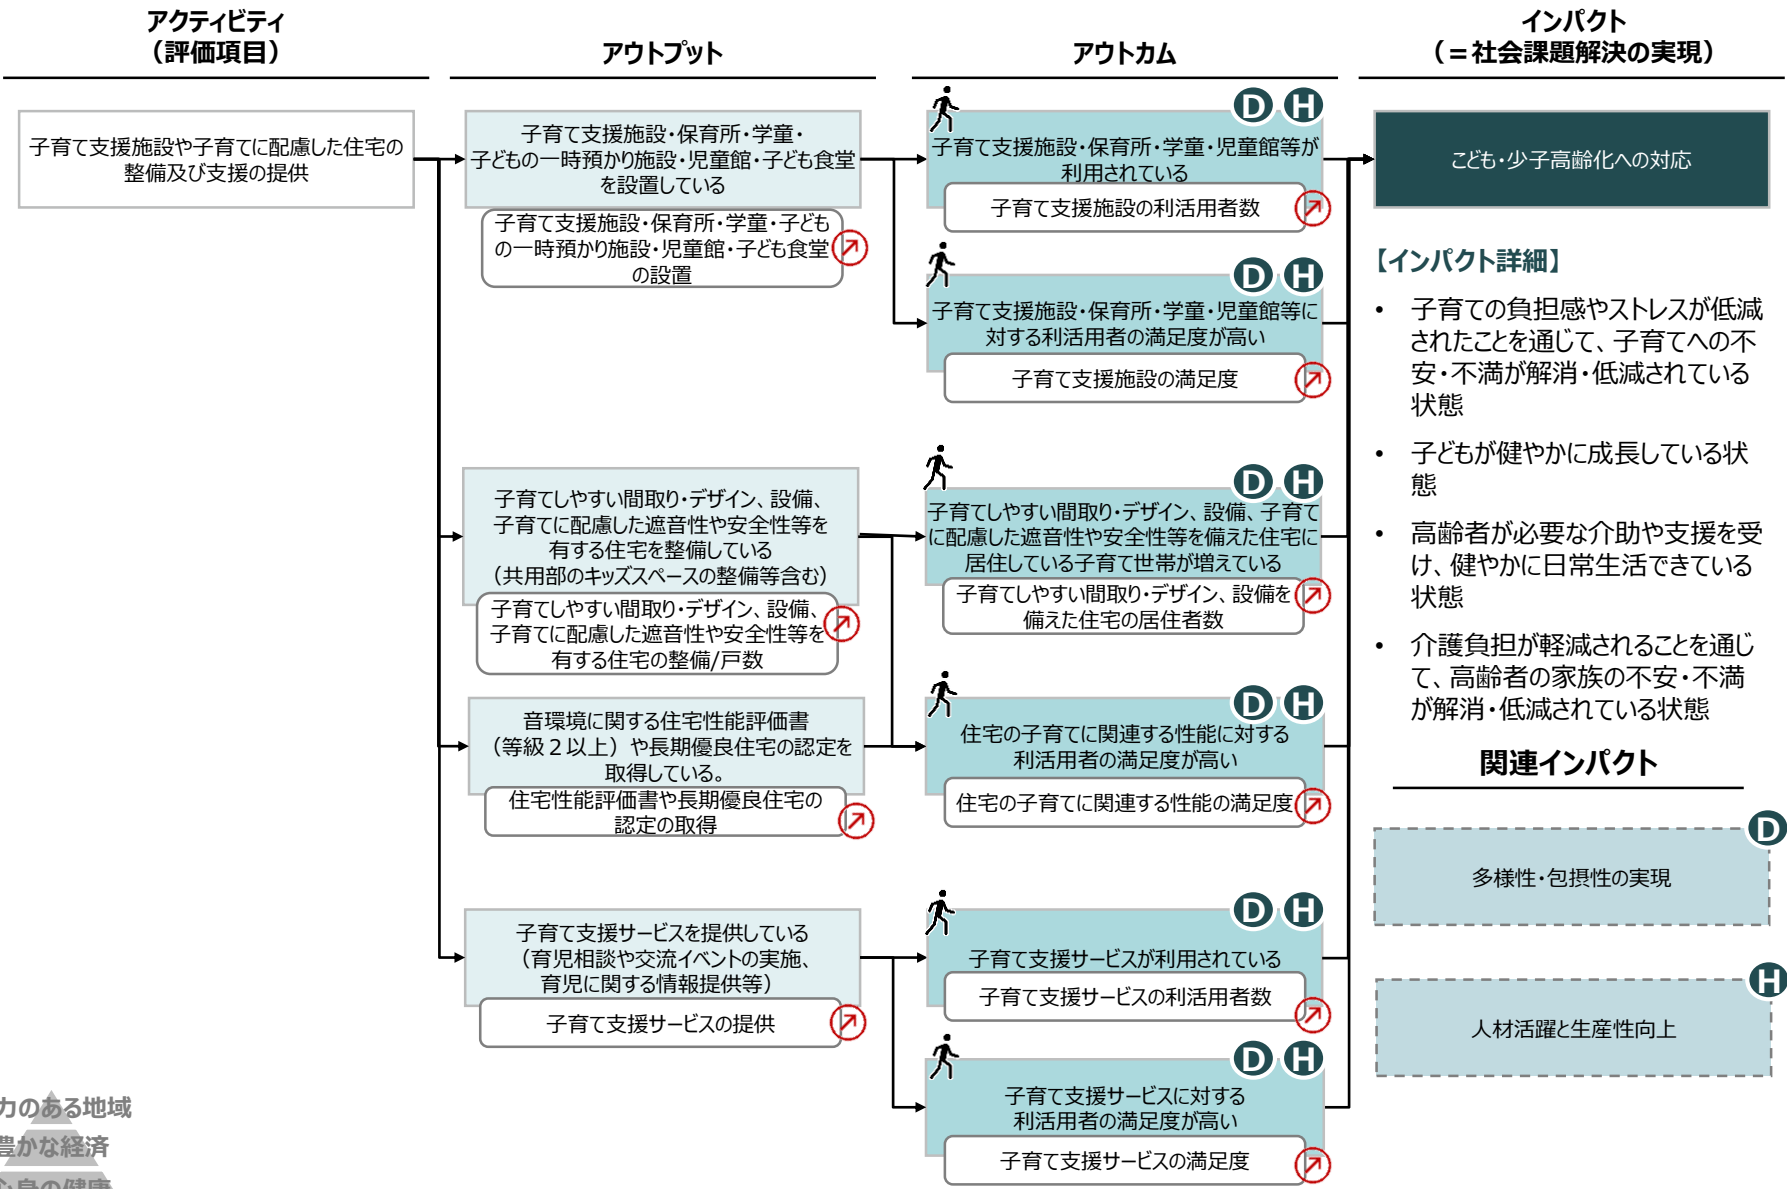 アクティビティ
（評価項目）
アウトプット
アウトカム
インパクト
（＝社会課題解決の実現）
子育て支援施設や子育てに配慮した住宅の
整備及び支援の提供
子育て支援施設・保育所・学童・
子どもの一時預かり施設・児童館・子ども食堂
を設置している
子育て支援施設・保育所・学童・子ども
の一時預かり施設・児童館・子ども食堂
の設置
子育てしやすい間取り・デザイン、設備、
子育てに配慮した遮音性や安全性等を
有する住宅を整備している
（共用部のキッズスペースの整備等含む）
子育てしやすい間取り・デザイン、設備、
子育てに配慮した遮音性や安全性等を
有する住宅の整備/戸数
音環境に関する住宅性能評価書
（等級２以上）や長期優良住宅の認定を
取得している。
住宅性能評価書や長期優良住宅の
認定の取得
子育て支援サービスを提供している
（育児相談や交流イベントの実施、
育児に関する情報提供等）
子育て支援サービスの提供
D H
子育て支援施設・保育所・学童・児童館等が
利用されている
子育て支援施設の利活用者数
D H
子育て支援施設・保育所・学童・児童館等に
対する利活用者の満足度が高い
子育て支援施設の満足度
D H
子育てしやすい間取り・デザイン、設備、子育て
に配慮した遮音性や安全性等を備えた住宅に
居住している子育て世帯が増えている
子育てしやすい間取り・デザイン、設備を
備えた住宅の居住者数
D H
住宅の子育てに関連する性能に対する
利活用者の満足度が高い
住宅の子育てに関連する性能の満足度
D H
子育て支援サービスが利用されている
子育て支援サービスの利活用者数
D H
子育て支援サービスに対する
利活用者の満足度が高い
子育て支援サービスの満足度
こども・少子高齢化への対応
【インパクト詳細】
• 子育ての負担感やストレスが低減
されたことを通じて、子育てへの不
安・不満が解消・低減されている
状態
• 子どもが健やかに成長している状
態
• 高齢者が必要な介助や支援を受
け、健やかに日常生活できている
状態
• 介護負担が軽減されることを通じ
て、高齢者の家族の不安・不満
が解消・低減されている状態
関連インパクト
D
多様性・包摂性の実現
H
人材活躍と生産性向上
力のある地域
豊かな経済
心身の健康